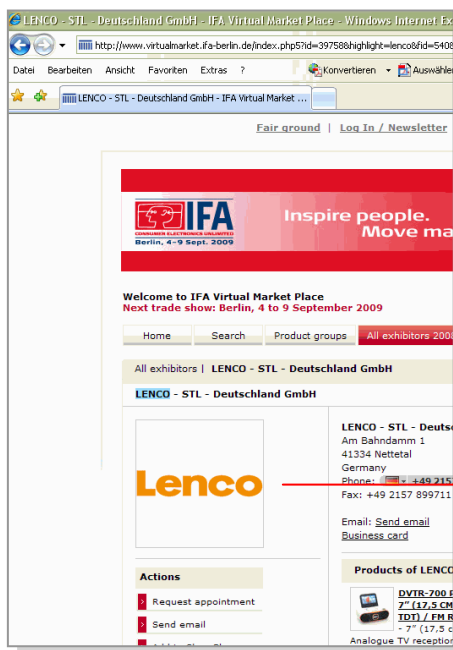 LENCO - STL - Deutschland GmbH - IFA Virtual Market Place - Windows Internet Ex
http://www.virtualmarket.ifa-berlin.de/index.php5?id=39758&highlight=lenco&fid=5408
Datei Bearbeiten Ansicht Favoriten Extras ? Konvertieren Auswähle
LENCO - STL - Deutschland GmbH - IFA Virtual Market ...
Fair ground | Log In / Newsletter
IFA
CONSUMER ELECTRONICS UNLIMITED
Berlin, 4-9 Sept. 2009
Inspire people.
Move ma
Welcome to IFA Virtual Market Place
Next trade show: Berlin, 4 to 9 September 2009
Home Search Product groups All exhibitors 2008
All exhibitors | LENCO - STL - Deutschland GmbH
LENCO - STL - Deutschland GmbH
Lenco
LENCO - STL - Deuts
Am Bahndamm 1
41334 Nettetal
Germany
Phone: +49 215
Fax: +49 2157 899711
Email: Send email
Business card
Actions
Request appointment
Send email
Products of LENCO
DVTR-700
7" (17,5 CM
TDT) / FM R
- 7" (17,5 c
Analogue TV reception